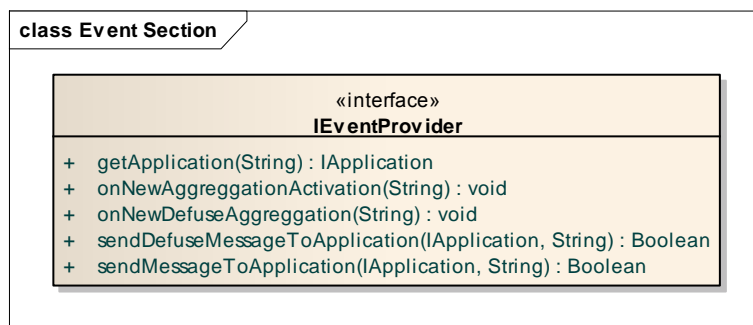 class Event Section
«interface»
IEventProvider
+ getApplication(String) : IApplication
+ onNewAggreggationActivation(String) : void
+ onNewDefuseAggreggation(String) : void
+ sendDefuseMessageToApplication(IApplication, String) : Boolean
+ sendMessageToApplication(IApplication, String) : Boolean